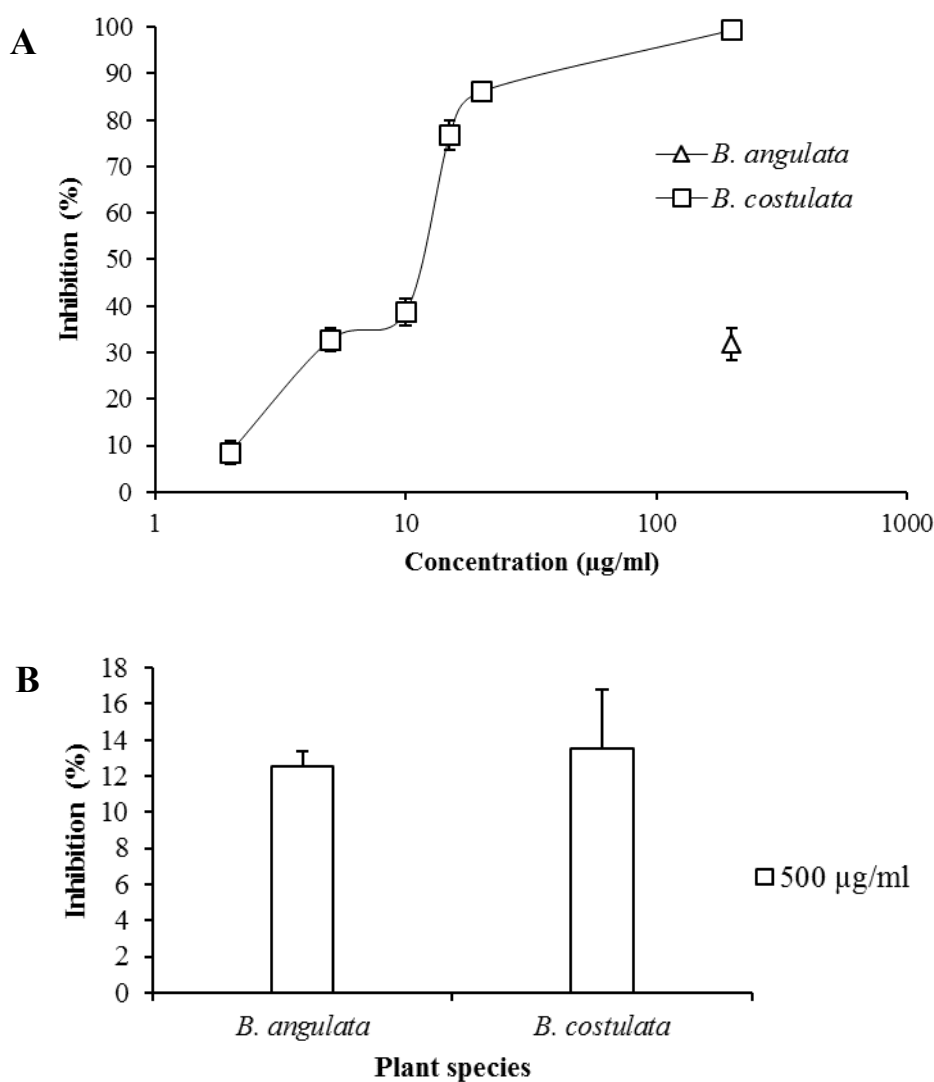 A
100
90
80
70
60
50
40
30
20
10
0
Inhibition (%)
B. angulata
B. costulata
1 10 100 1000
Concentration (µg/ml)
B
18
16
14
12
10
8
6
4
2
0
Inhibition (%)
500 µg/ml
B. angulata B. costulata
Plant species